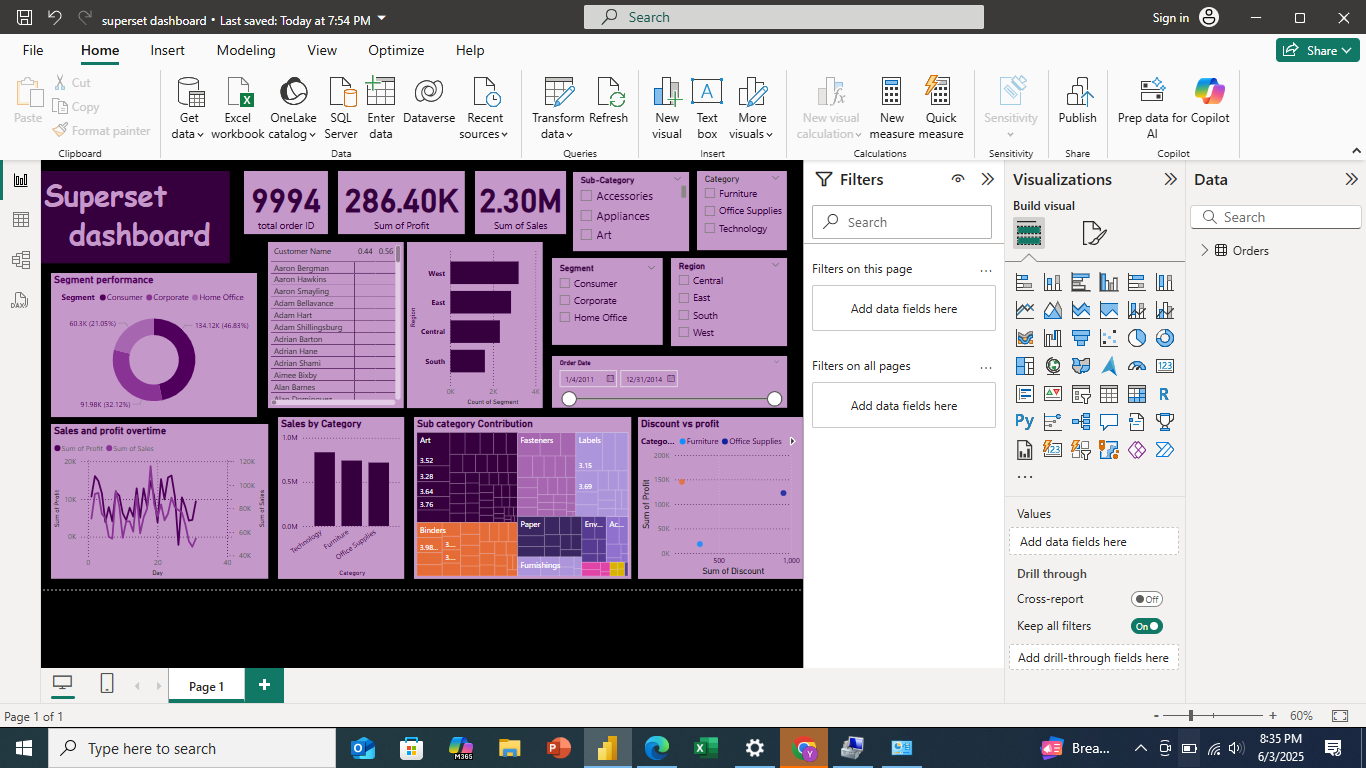 superset dashboard • Last saved: Today at 7:54 PM
Search
Sign in
File
Home
Insert
Modeling
View
Optimize
Help
Share
Paste
Cut
Copy
Format painter
Clipboard
Get data
Excel workbook
OneLake catalog
SQL Server
Enter data
Dataverse
Recent sources
Data
Transform data
Refresh
Queries
New visual
Text box
More visuals
Insert
New visual calculation
New measure
Quick measure
Calculations
Sensitivity
Sensitivity
Publish
Share
Prep data for AI
Copilot
Copilot
Superset
dashboard
9994
total order ID
286.40K
Sum of Profit
2.30M
Sum of Sales
Sub-Category
Accessories
Appliances
Art
Category
Furniture
Office Supplies
Technology
Segment performance
Segment Consumer Corporate Home Office
60.3K (21.05%)
134.12K (46.83%)
91.98K (32.12%)
Customer Name 0.44 0.56
Aaron Bergman
Aaron Hawkins
Aaron Smayling
Adam Bellavance
Adam Hart
Adam Shillingsburg
Adrian Barton
Adrian Hane
Adrian Shami
Aimee Bixby
Alan Barnes
Alan Dominguez
Region
West
East
Central
South
0K 2K 4K
Count of Segment
Segment
Consumer
Corporate
Home Office
Region
Central
East
South
West
Order Date
1/4/2011
12/31/2014
Sales and profit overtime
Sum of Profit Sum of Sales
Sum of Profit
20K
10K
0K
120K
100K
80K
60K
40K
Sum of Sales
0 20 40
Day
Sales by Category
1.0M
0.5M
0.0M
Technology
Furniture
Office Supplies
Category
Sub category Contribution
Art
3.52
3.28
3.64
3.76
Fasteners
Labels
3.15
3.69
Binders
3.98...
3...
3...
Paper
Env...
Ac...
Furnishings
Discount vs profit
Catego... Furniture Office Supplies
Sum of Profit
200K
150K
100K
50K
0K
500 1,000
Sum of Discount
Filters
Search
Filters on this page
...
Add data fields here
Filters on all pages
...
Add data fields here
Visualizations
Build visual
123
R
Py
123
...
Values
Add data fields here
Drill through
Cross-report
Off
Keep all filters
On
Add drill-through fields here
Data
Search
Orders
DAX
Page 1
+
Page 1 of 1
- + 60%
Type here to search
M365
Y
Brea...
8:35 PM
6/3/2025